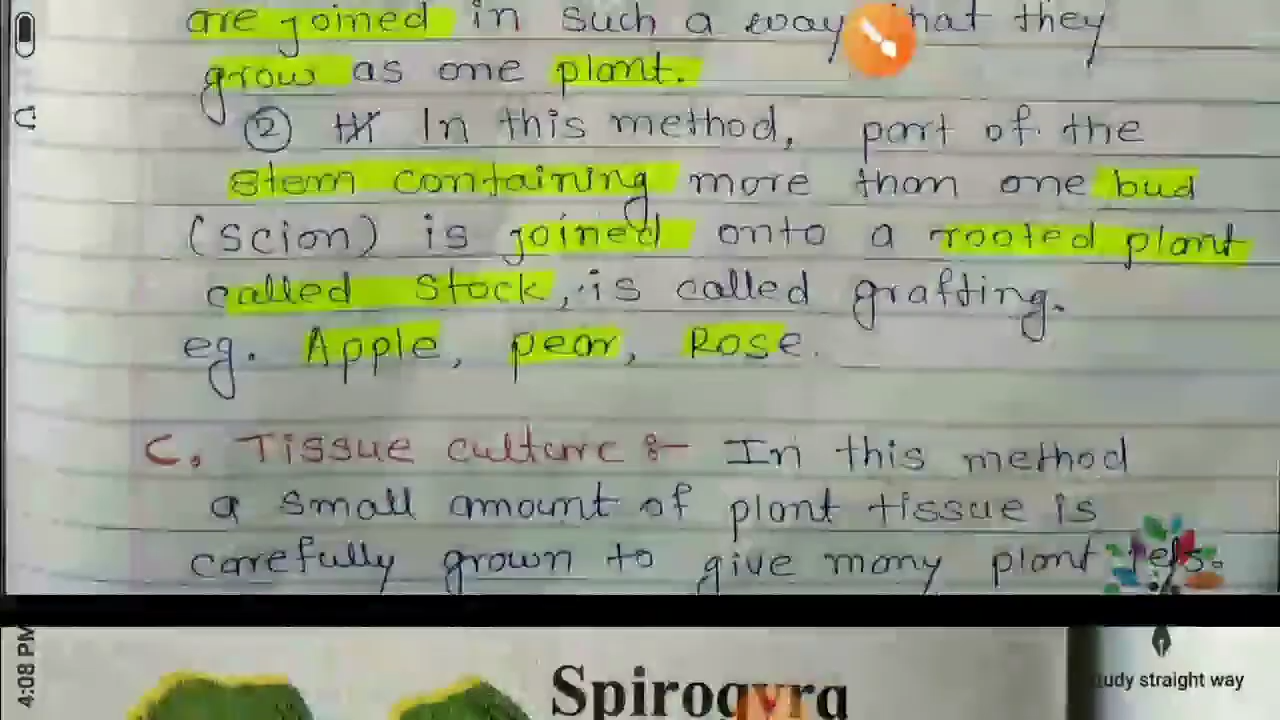 are joined in such a way that they
grow as one plant.
② In this method, part of the
stem containing more than one bud
(scion) is joined onto a rooted plant
called stock, is called grafting.
eg. Apple, pear, Rose.
C. Tissue culture :- In this method
a small amount of plant tissue is
carefully grown to give many plant lets.
4:08 PM
Spirogyra
tudy straight way